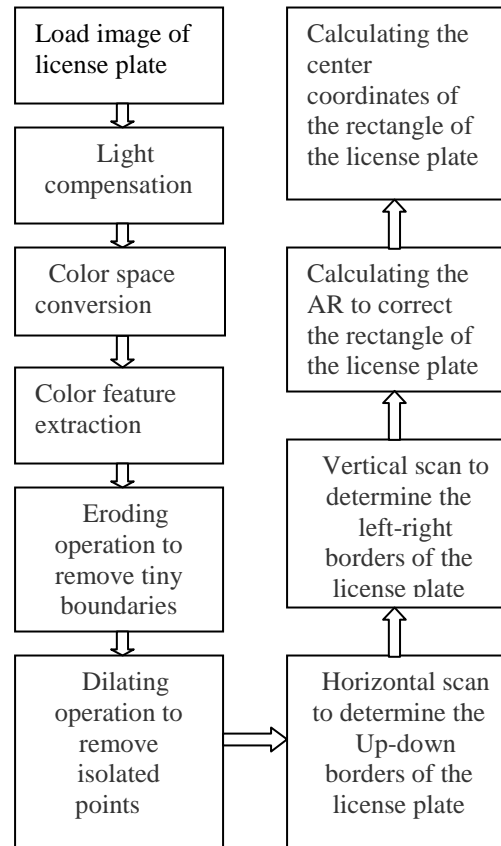 Load image of
license plate
Light
compensation
Color space
conversion
Color feature
extraction
Eroding
operation to
remove tiny
boundaries
Dilating
operation to
remove
isolated
points
Horizontal scan
to determine the
Up-down
borders of the
license plate
Vertical scan to
determine the
left-right
borders of the
license plate
Calculating the
AR to correct
the rectangle of
the license plate
Calculating the
center
coordinates of
the rectangle of
the license plate